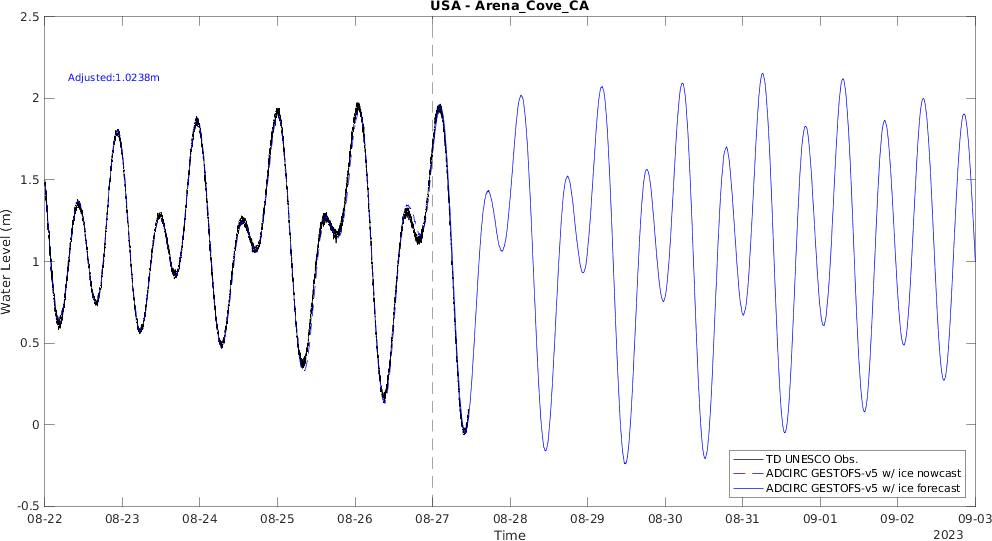 USA - Arena_Cove_CA
Adjusted:1.0238m
Water Level (m)
2.5
2
1.5
1
0.5
0
-0.5
08-22 08-23 08-24 08-25 08-26 08-27 08-28 08-29 08-30 08-31 09-01 09-02 09-03
Time
2023
TD UNESCO Obs.
ADCIRC GESTOFS-v5 w/ ice nowcast
ADCIRC GESTOFS-v5 w/ ice forecast